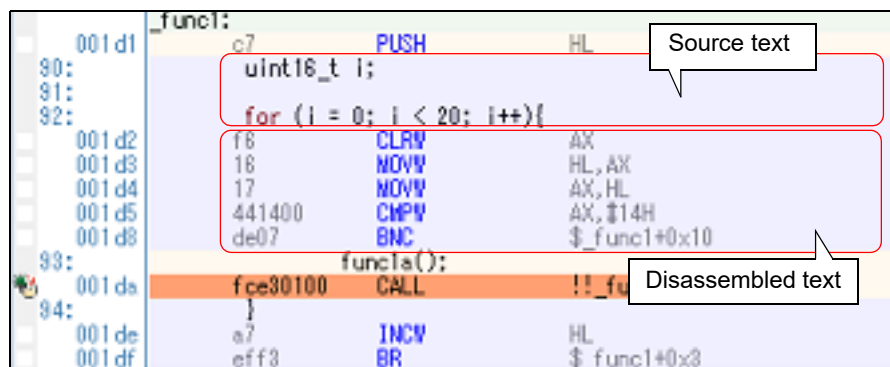 _func1:
001d1 c7 PUSH HL
Source text
90: uint16_t i;
91:
92: for (i = 0; i < 20; i++){
001d2 f6 CLRW AX
001d3 16 MOVW HL,AX
001d4 17 MOVW AX,HL
001d5 441400 CMPW AX,#14H
001d8 de07 BNC $_func1+0x10
93: func1a();
Disassembled text
001da fce30100 CALL !!_fu
94: }
001de a7 INCW HL
001df eff3 BR $_func1+0x3